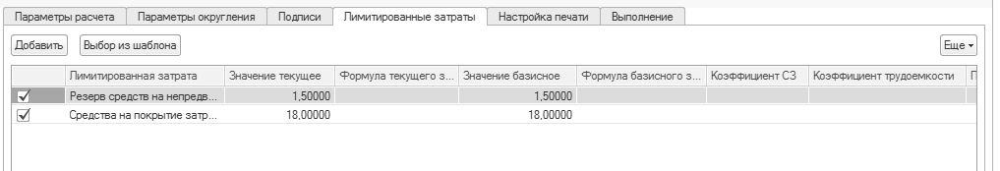 Параметры расчета Параметры округления Подписи Лимитированные затраты Настройка печати Выполнение
Добавить Выбор из шаблона Еще
Лимитированная затрата Значение текущее Формула текущего з... Значение базисное Формула базисного з... Коэффициент СЗ Коэффициент трудоемкости П
Резерв средств на непредв... 1,50000 1,50000
Средства на покрытие затр... 18,00000 18,00000